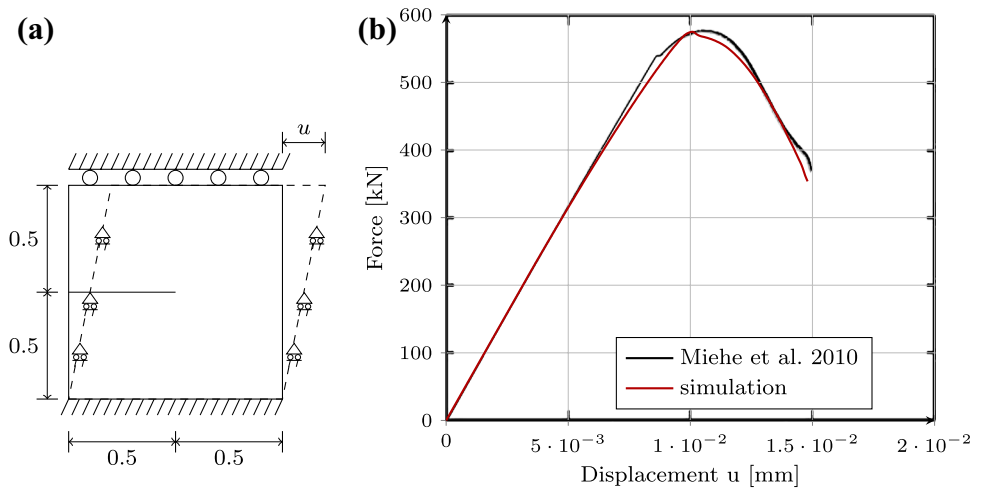 (a)
u
0.5
0.5
0.5
0.5
(b)
Force [kN]
600
500
400
300
200
100
0
Miehe et al. 2010
simulation
0
5 · 10⁻³
1 · 10⁻²
1.5 · 10⁻²
2 · 10⁻²
Displacement u [mm]